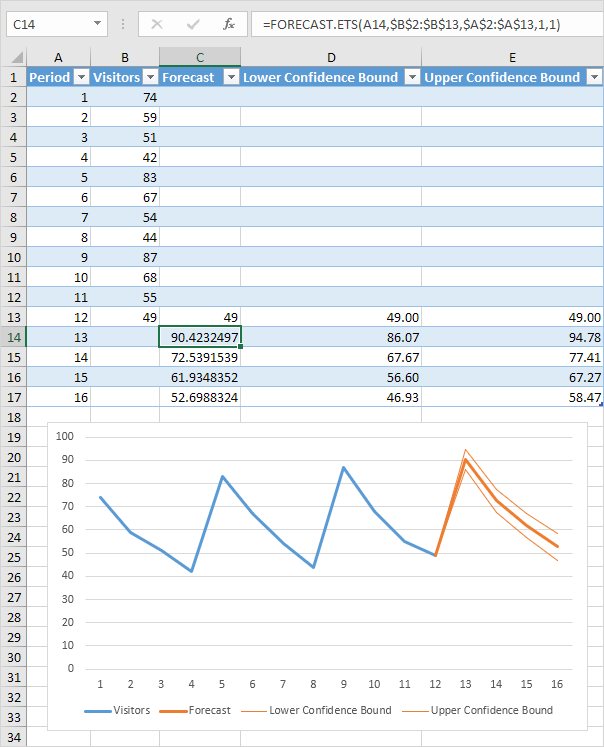 C14 fx =FORECAST.ETS(A14,$B$2:$B$13,$A$2:$A$13,1,1)
A B C D E
1 Period Visitors Forecast Lower Confidence Bound Upper Confidence Bound
2 1 74
3 2 59
4 3 51
5 4 42
6 5 83
7 6 67
8 7 54
9 8 44
10 9 87
11 10 68
12 11 55
13 12 49 49 49.00 49.00
14 13 90.4232497 86.07 94.78
15 14 72.5391539 67.67 77.41
16 15 61.9348352 56.60 67.27
17 16 52.6988324 46.93 58.47
18
19
20
21
22
23
24
25
26
27
28
29
30
31
32
33
34
100
90
80
70
60
50
40
30
20
10
0
1 2 3 4 5 6 7 8 9 10 11 12 13 14 15 16
Visitors Forecast Lower Confidence Bound Upper Confidence Bound